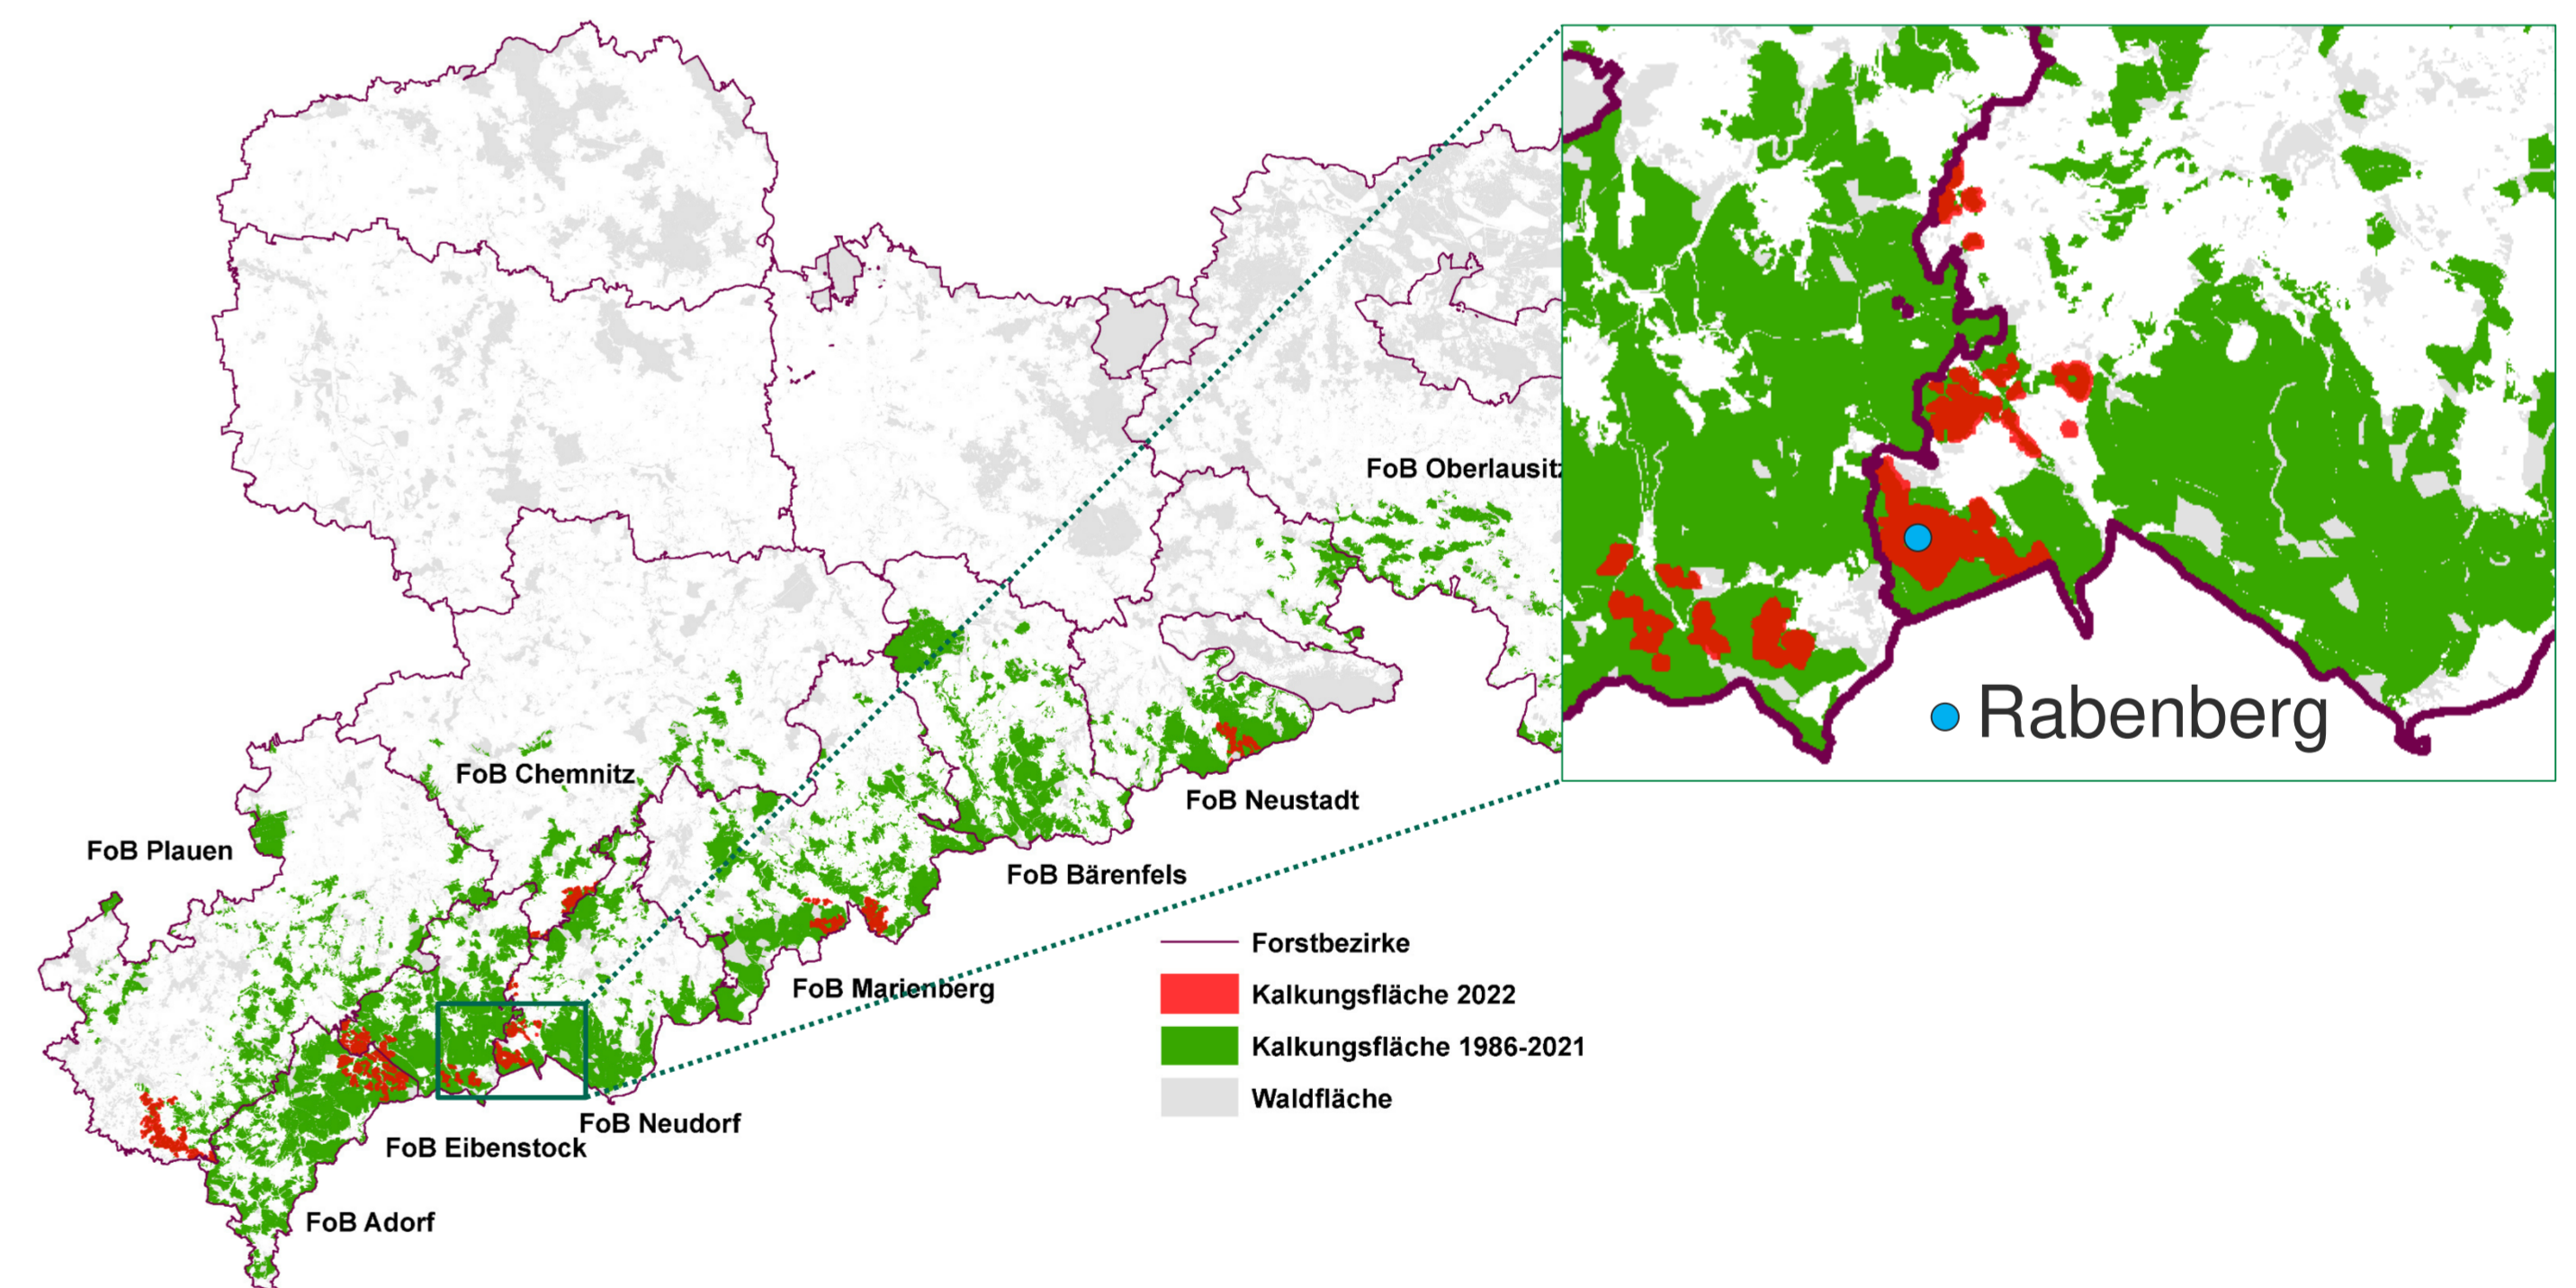 FoB Oberlausitz
Rabenberg
FoB Chemnitz
FoB Neustadt
FoB Plauen
FoB Bärenfels
Forstbezirke
FoB Marienberg
Kalkungsfläche 2022
Kalkungsfläche 1986-2021
Waldfläche
FoB Neudorf
FoB Eibenstock
FoB Adorf